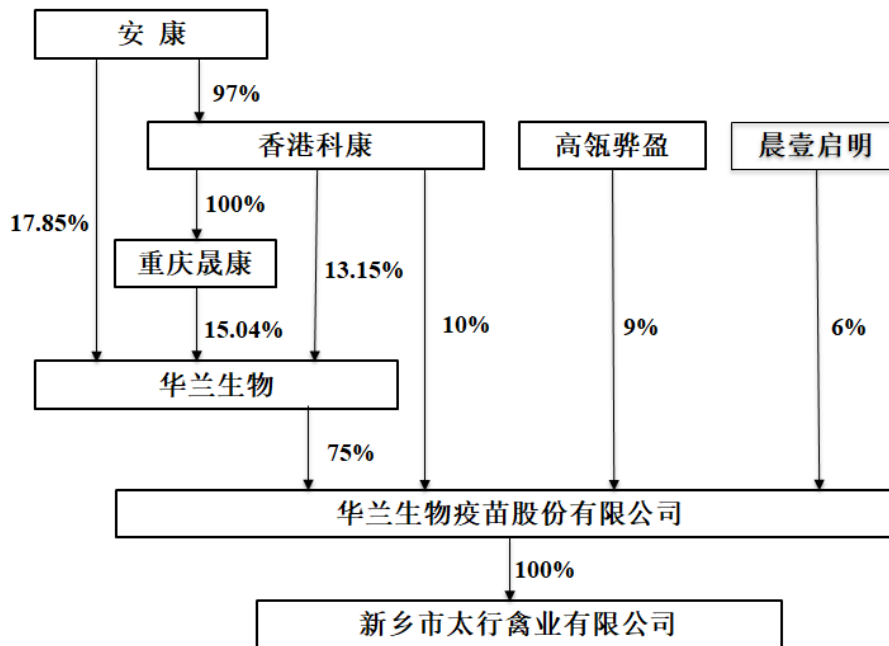 安 康
97%
香港科康
高瓴骅盈
晨壹启明
17.85%
100%
重庆晟康
13.15%
15.04%
10%
9%
6%
华兰生物
75%
华兰生物疫苗股份有限公司
100%
新乡市太行禽业有限公司